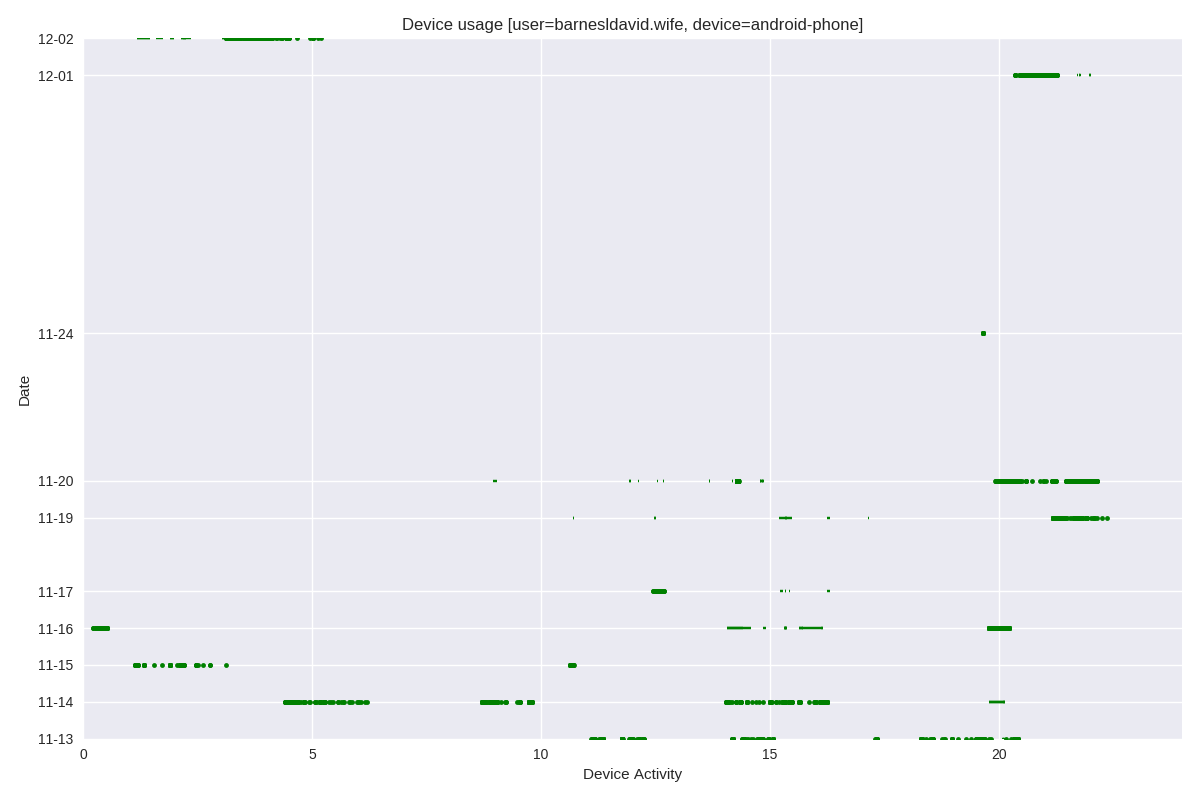 Device usage [user=barnesldavid.wife, device=android-phone]
12-02
12-01
11-24
11-20
11-19
11-17
11-16
11-15
11-14
11-13
Date
0 5 10 15 20
Device Activity